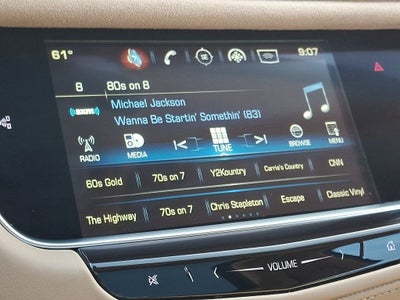 61° 9:07
8 80s on 8
Michael Jackson
((SXM))
Wanna Be Startin' Somethin' (83)
RADIO MEDIA TUNE BROWSE MENU
60s Gold 70s on 7 Y2Kountry Carrie's Country CNN
The Highway 70s on 7 Chris Stapleton Escape Classic Vinyl
VOLUME